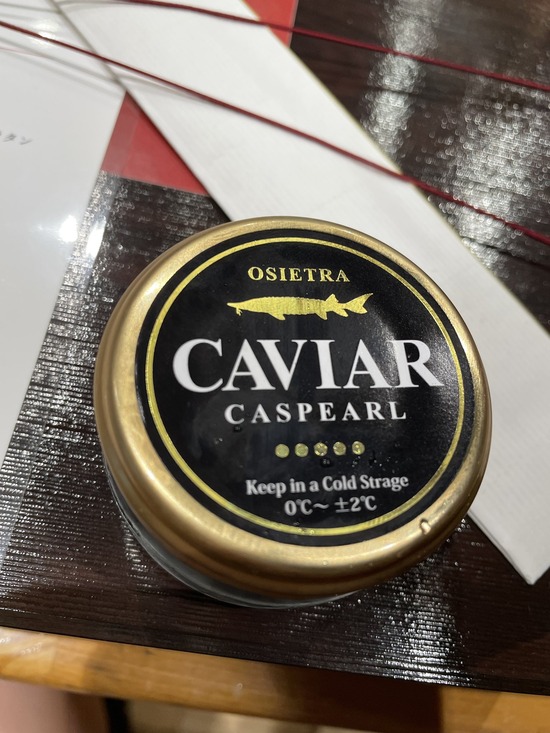 OSIETRA
CAVIAR
CASPEARL
Keep in a Cold Strage
0℃～ ±2℃